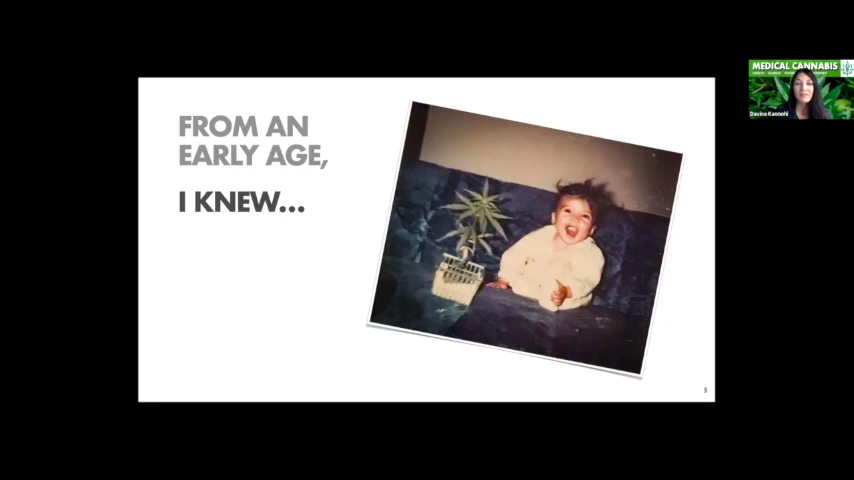 FROM AN
EARLY AGE,
I KNEW...
3
MEDICAL CANNABIS
Davina Kaonohi